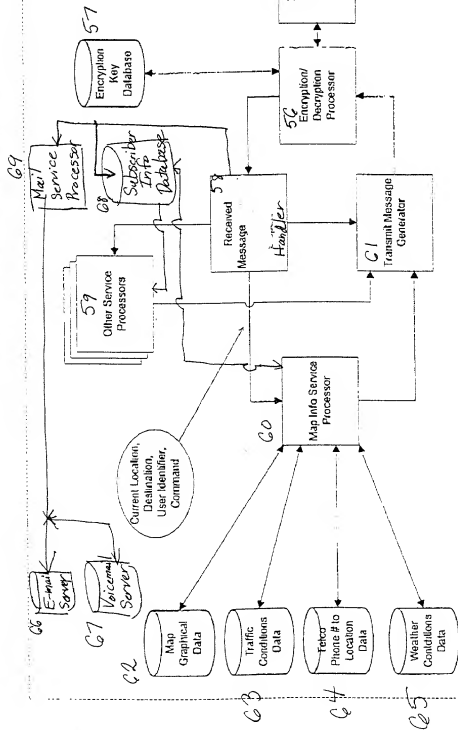 57
Encryption
Key
Database
69
Mail
Service
Processor
68
Subscriber
Info
Database
56
Encryption/
Decryption
Processor
58
Received
Message
Handler
59
Other Service
Processors
61
Transmit Message
Generator
60
Map Info Service
Processor
Current Location,
Destination,
User Identifier,
Command
66
E-mail
Server
67
Voicemail
Server
62
Map
Graphical
Data
63
Traffic
Conditions
Data
64
Telco
Phone # to
Location
Data
65
Weather
Conditions
Data